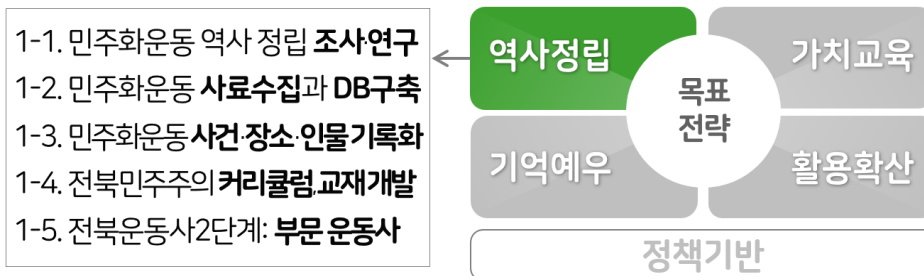 1-1. 민주화운동 역사 정립 조사·연구
1-2. 민주화운동 사료수집과 DB구축
1-3. 민주화운동 사건·장소·인물 기록화
1-4. 전북민주주의 커리큘럼,교재 개발
1-5. 전북운동사2단계: 부문 운동사
역사정립
가치교육
목표
전략
기억예우
활용확산
정책기반